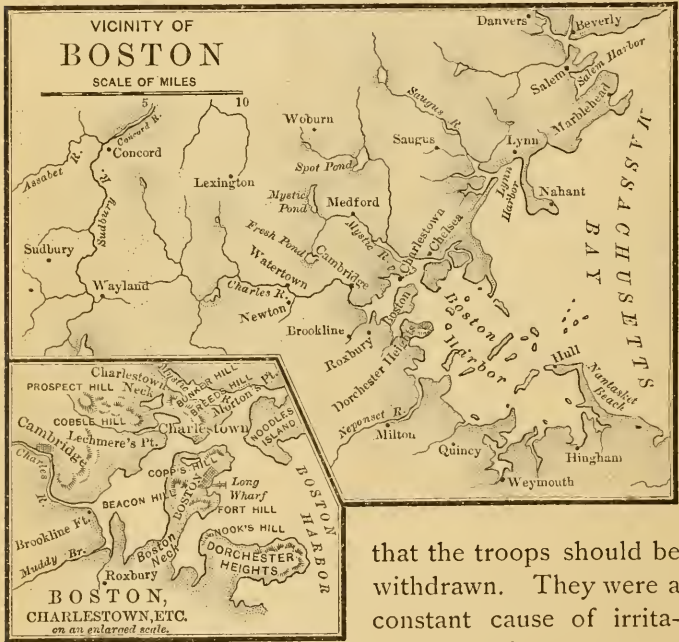 VICINITY OF
BOSTON
SCALE OF MILES
5 10
Danvers
Beverly
Salem
Salem Harbor
Marblehead
Saugus R.
Woburn
Saugus
Lynn
Concord R.
Concord
Spot Pond
Lynn Harbor
Nahant
MASSACHUSETTS BAY
Assabet R.
Sudbury R.
Lexington
Mystic Pond
Medford
Mystic R.
Charlestown
Chelsea
Fresh Pond
Cambridge
Sudbury
Wayland
Watertown
Charles R.
Newton
Boston
Boston Harbor
Brookline
Roxbury
Dorchester Heights
Hull
Nantasket Beach
Neponset R.
Milton
Quincy
Hingham
Weymouth
Charlestown Neck
Mystic R.
BUNKER HILL
BREEDS HILL
Morton's Pt.
PROSPECT HILL
COBBLE HILL
Charlestown
NOODLES ISLAND
Lechmere's Pt.
Cambridge
Charles R.
COPP'S HILL
BEACON HILL
BOSTON
Long Wharf
FORT HILL
BOSTON HARBOR
Brookline Ft.
NOOK'S HILL
Muddy Br.
Boston Neck
DORCHESTER HEIGHTS
Roxbury
BOSTON,
CHARLESTOWN, ETC.
on an enlarged scale.
that the troops should be
withdrawn. They were a
constant cause of irrita-